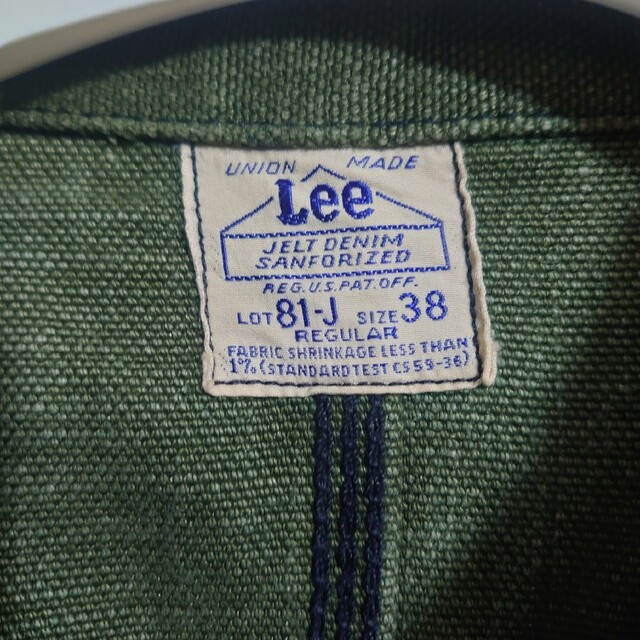 UNION MADE
Lee
JELT DENIM
SANFORIZED
REG. U.S. PAT. OFF.
LOT 81-J SIZE 38
REGULAR
FABRIC SHRINKAGE LESS THAN
1% (STANDARD TEST CS 59-36)